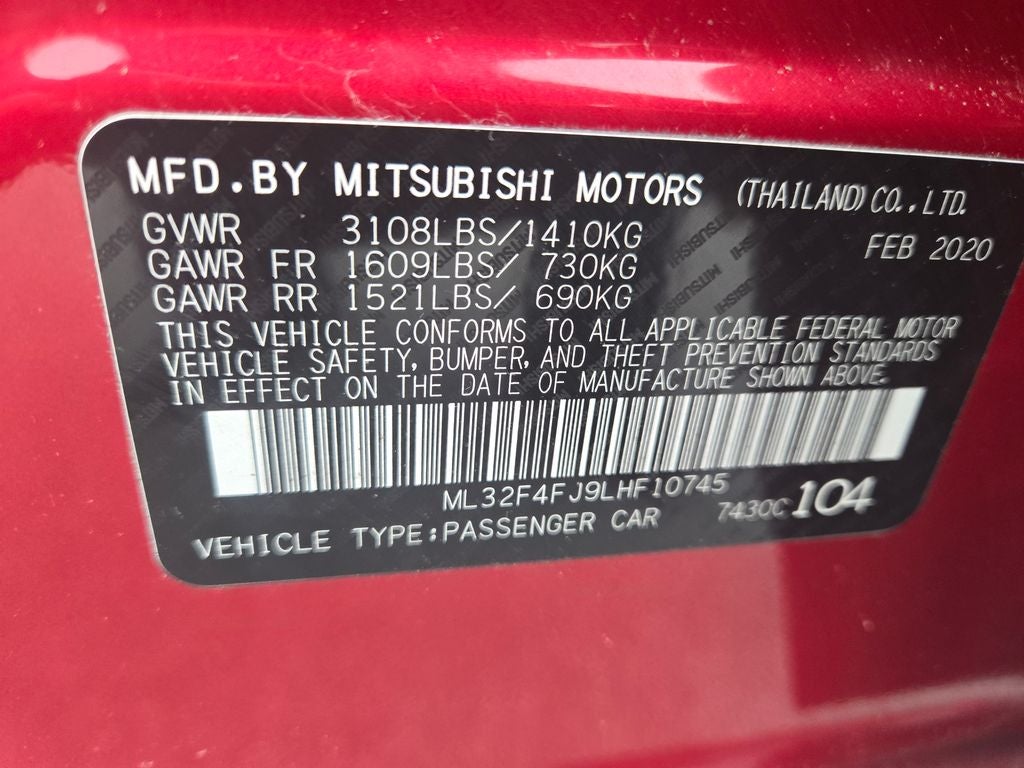 MFD.BY MITSUBISHI MOTORS (THAILAND) CO., LTD.
GVWR 3108LBS/1410KG FEB 2020
GAWR FR 1609LBS/ 730KG
GAWR RR 1521LBS/ 690KG
THIS VEHICLE CONFORMS TO ALL APPLICABLE FEDERAL MOTOR
VEHICLE SAFETY, BUMPER, AND THEFT PREVENTION STANDARDS
IN EFFECT ON THE DATE OF MANUFACTURE SHOWN ABOVE.
ML32F4FJ9LHF10745
VEHICLE TYPE:PASSENGER CAR 7430C 104